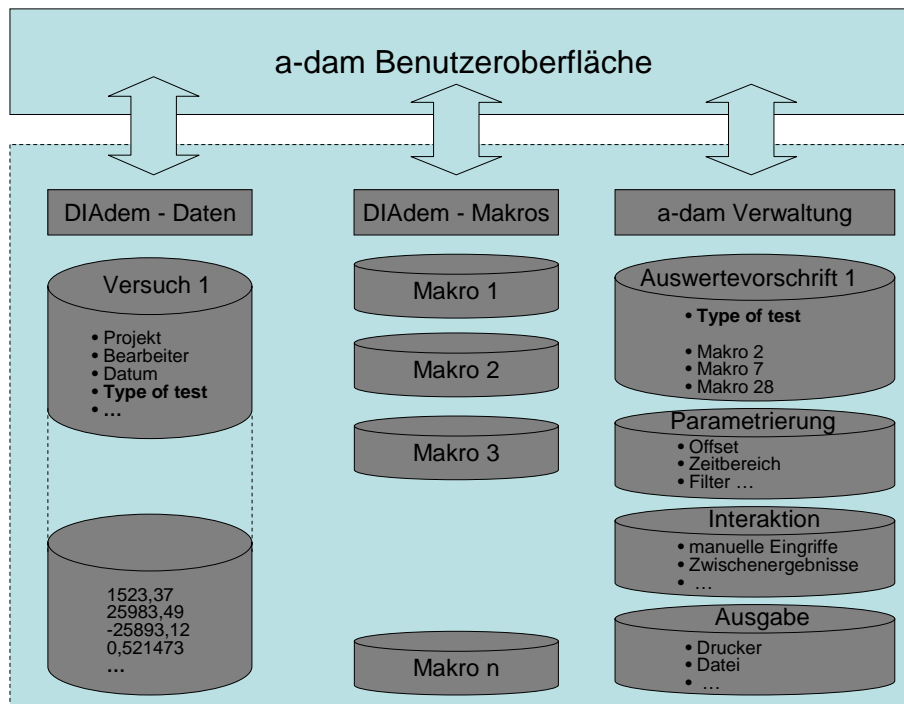 a-dam Benutzeroberfläche
DIAdem - Daten
Versuch 1
• Projekt
• Bearbeiter
• Datum
• Type of test
• ...
1523,37
25983,49
-25893,12
0,521473
...
DIAdem - Makros
Makro 1
Makro 2
Makro 3
Makro n
a-dam Verwaltung
Auswertevorschrift 1
• Type of test
• Makro 2
• Makro 7
• Makro 28
Parametrierung
• Offset
• Zeitbereich
• Filter ...
Interaktion
• manuelle Eingriffe
• Zwischenergebnisse
• ...
Ausgabe
• Drucker
• Datei
• ...